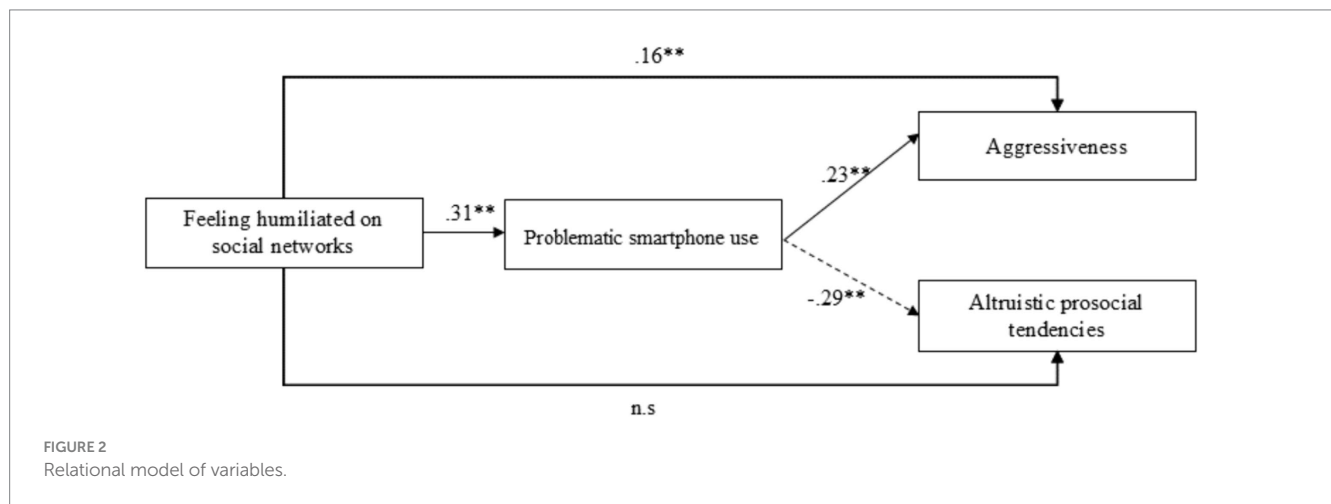 .16**
Aggressiveness
.23**
Feeling humiliated on
social networks
.31**
Problematic smartphone use
-.29**
Altruistic prosocial
tendencies
n.s
FIGURE 2
Relational model of variables.